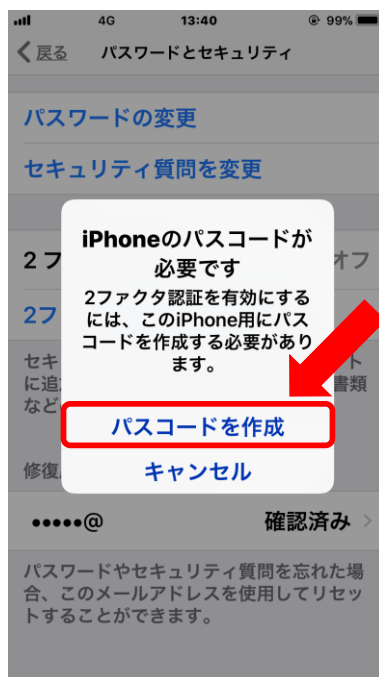 4G 13:40 99%
戻る パスワードとセキュリティ
パスワードの変更
セキュリティ質問を変更
iPhoneのパスコードが
必要です
2フ オフ
2ファクタ認証を有効にする
には、このiPhone用にパス
コードを作成する必要があり
ます。
2フ
セキ ト
に追 書類
など
パスコードを作成
キャンセル
修復
•••••@ 確認済み
パスワードやセキュリティ質問を忘れた場
合、このメールアドレスを使用してリセッ
トすることができます。